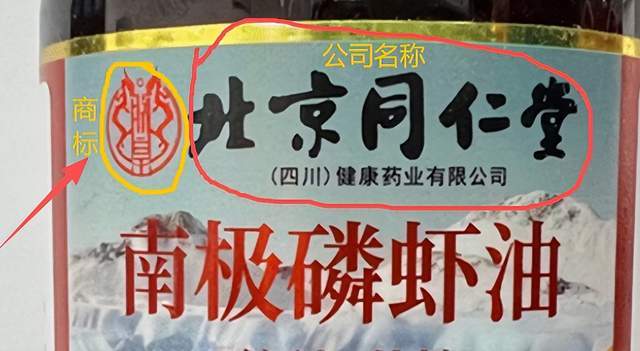 公司名称
商标
北京同仁堂
(四川)健康药业有限公司
南极磷虾油